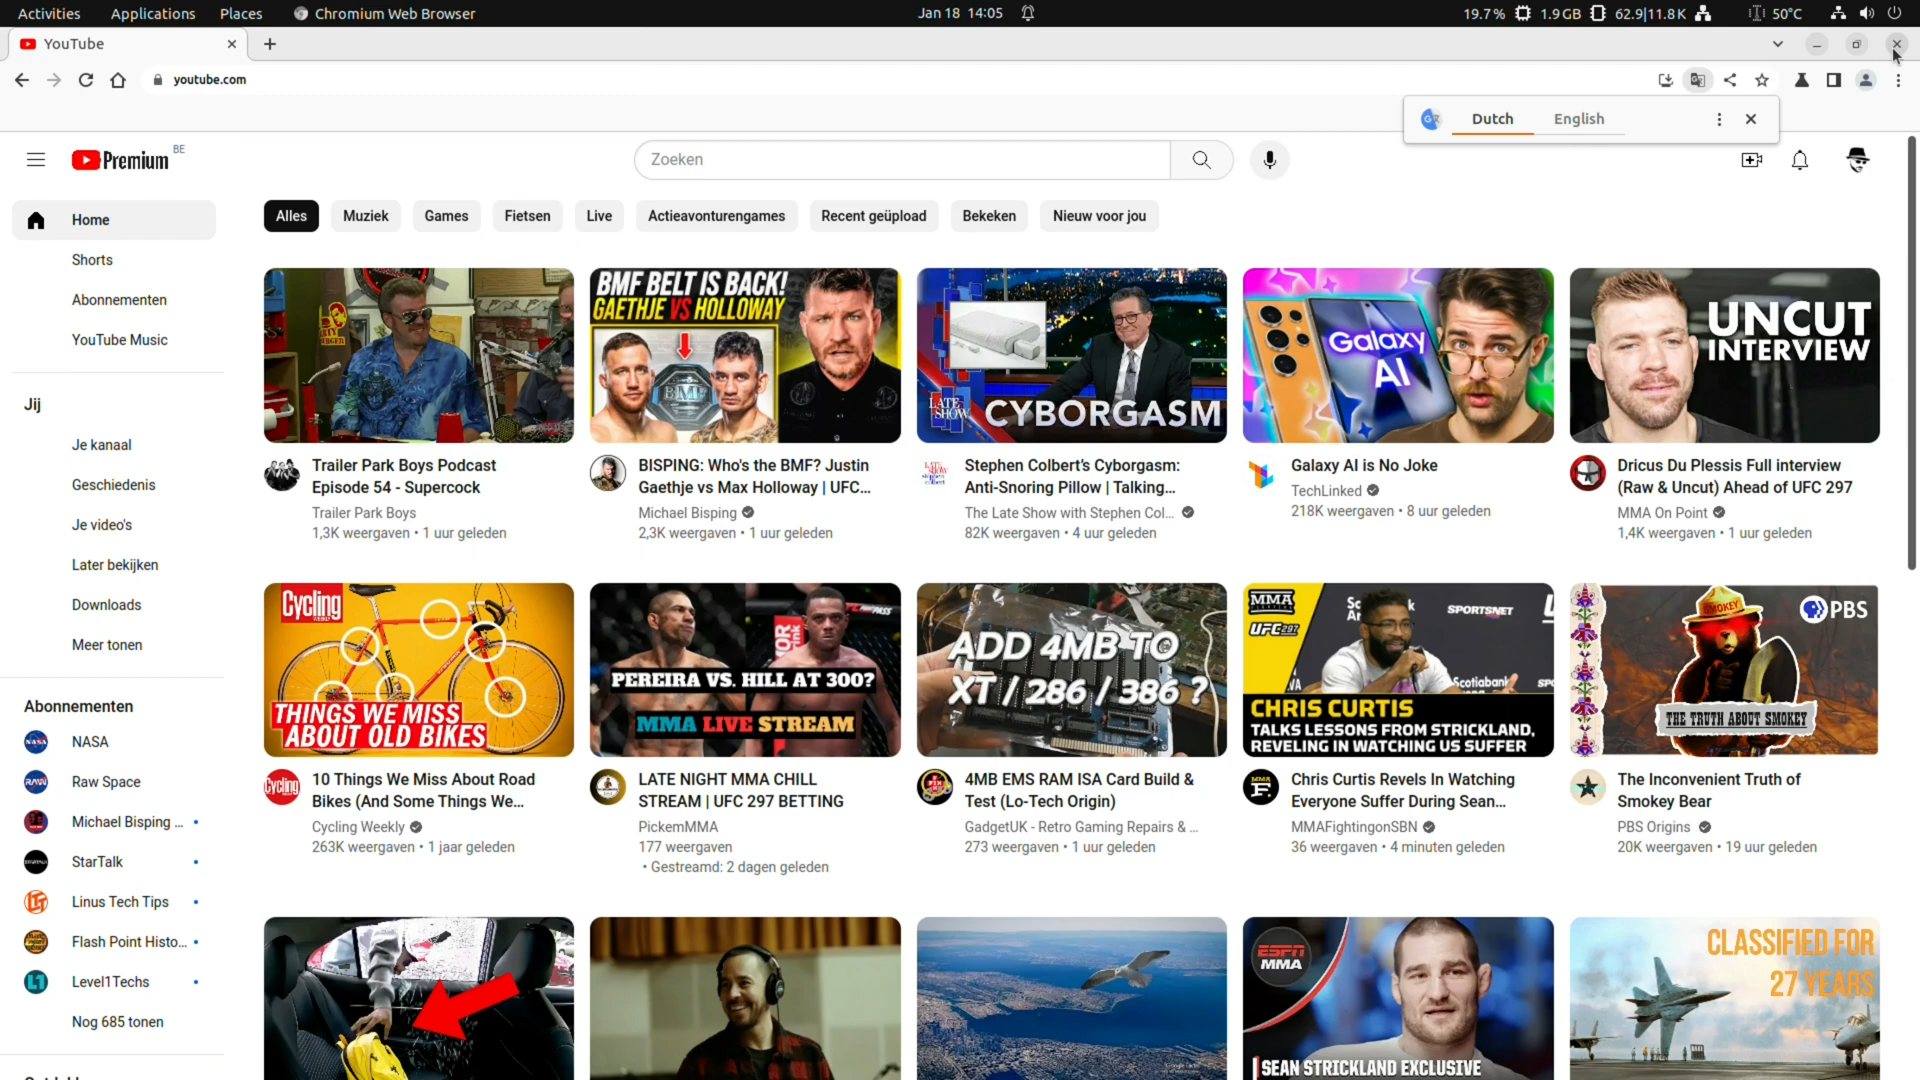 Activities Applications Places Chromium Web Browser Jan 18 14:05 19.7% 1.9GB 62.9|11.8K 50°C
YouTube
youtube.com
Dutch English
Premium BE
Zoeken
Home
Shorts
Abonnementen
YouTube Music
Jij
Je kanaal
Geschiedenis
Je video's
Later bekijken
Downloads
Meer tonen
Abonnementen
NASA
Raw Space
Michael Bisping ...
StarTalk
Linus Tech Tips
Flash Point Histo...
Level1Techs
Nog 685 tonen
Alles Muziek Games Fietsen Live Actieavonturengames Recent geüpload Bekeken Nieuw voor jou
Trailer Park Boys Podcast
Episode 54 - Supercock
Trailer Park Boys
1,3K weergaven • 1 uur geleden
BMF BELT IS BACK!
GAETHJE VS HOLLOWAY
BMF
BISPING: Who's the BMF? Justin
Gaethje vs Max Holloway | UFC...
Michael Bisping
2,3K weergaven • 1 uur geleden
LATE
SHOW
CYBORGASM
Stephen Colbert's Cyborgasm:
Anti-Snoring Pillow | Talking...
The Late Show with Stephen Col...
82K weergaven • 4 uur geleden
Galaxy
AI
Galaxy AI is No Joke
TechLinked
218K weergaven • 8 uur geleden
UNCUT
INTERVIEW
Dricus Du Plessis Full interview
(Raw & Uncut) Ahead of UFC 297
MMA On Point
1,4K weergaven • 1 uur geleden
Cycling
WEEKLY
THINGS WE MISS
ABOUT OLD BIKES
10 Things We Miss About Road
Bikes (And Some Things We...
Cycling Weekly
263K weergaven • 1 jaar geleden
PEREIRA VS. HILL AT 300?
MMA LIVE STREAM
LATE NIGHT MMA CHILL
STREAM | UFC 297 BETTING
PickemMMA
177 weergaven
• Gestreamd: 2 dagen geleden
ADD 4MB TO
XT / 286 / 386 ?
4MB EMS RAM ISA Card Build &
Test (Lo-Tech Origin)
GadgetUK - Retro Gaming Repairs & ...
273 weergaven • 1 uur geleden
MMA
UFC 297
SPORTSNET
Scotiabank
CHRIS CURTIS
TALKS LESSONS FROM STRICKLAND,
REVELING IN WATCHING US SUFFER
Chris Curtis Revels In Watching
Everyone Suffer During Sean...
MMAFightingonSBN
36 weergaven • 4 minuten geleden
SMOKEY
PBS
THE TRUTH ABOUT SMOKEY
The Inconvenient Truth of
Smokey Bear
PBS Origins
20K weergaven • 19 uur geleden
ESPN
MMA
SEAN STRICKLAND EXCLUSIVE
CLASSIFIED FOR
27 YEARS